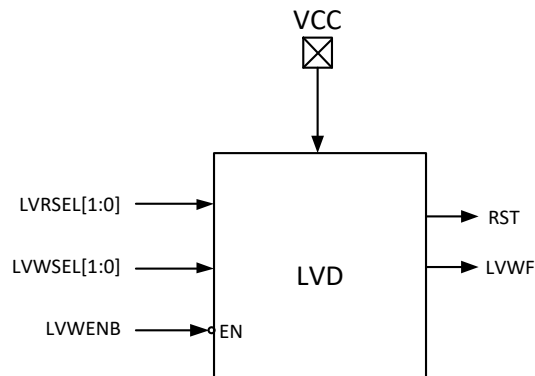 VCC
LVRSEL[1:0]
RST
LVWSEL[1:0]
LVD
LVWF
LVWENB
EN